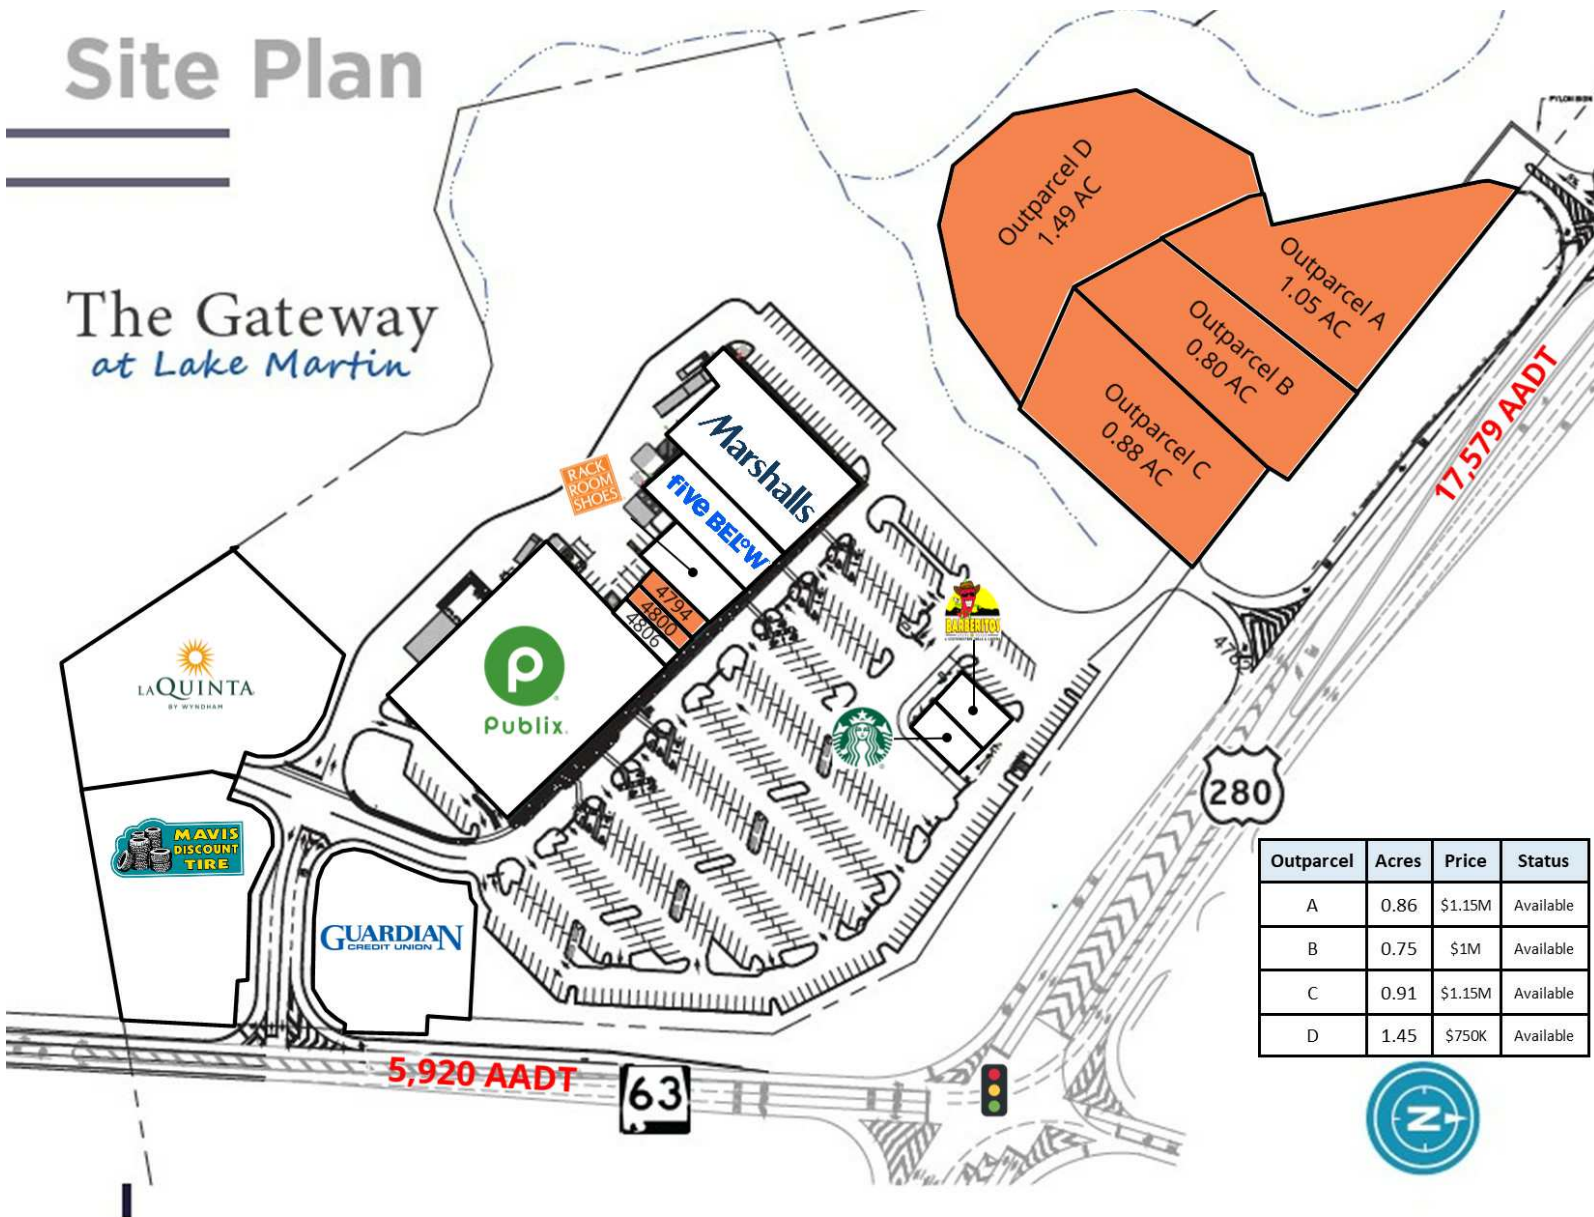 Site Plan
The Gateway
at Lake Martin
PYLON SIGN
Outparcel D
1.49 AC
Outparcel A
1.05 AC
Outparcel B
0.80 AC
Outparcel C
0.88 AC
17,579 AADT
Marshalls
five BELOW
RACK
ROOM
SHOES
4794
4800
4806
Publix.
BARBERITOS
LAQUINTA
BY WYNDHAM
MAVIS
DISCOUNT
TIRE
GUARDIAN
CREDIT UNION
280
5,920 AADT
63
Outparcel Acres Price Status
A 0.86 $1.15M Available
B 0.75 $1M Available
C 0.91 $1.15M Available
D 1.45 $750K Available
N